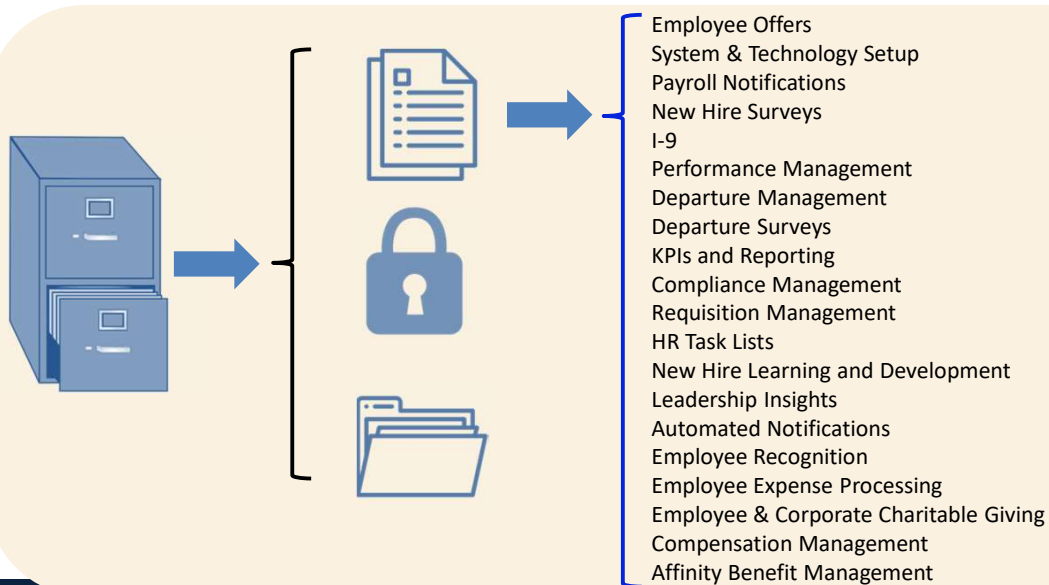 Employee Offers
System & Technology Setup
Payroll Notifications
New Hire Surveys
I-9
Performance Management
Departure Management
Departure Surveys
KPIs and Reporting
Compliance Management
Requisition Management
HR Task Lists
New Hire Learning and Development
Leadership Insights
Automated Notifications
Employee Recognition
Employee Expense Processing
Employee & Corporate Charitable Giving
Compensation Management
Affinity Benefit Management